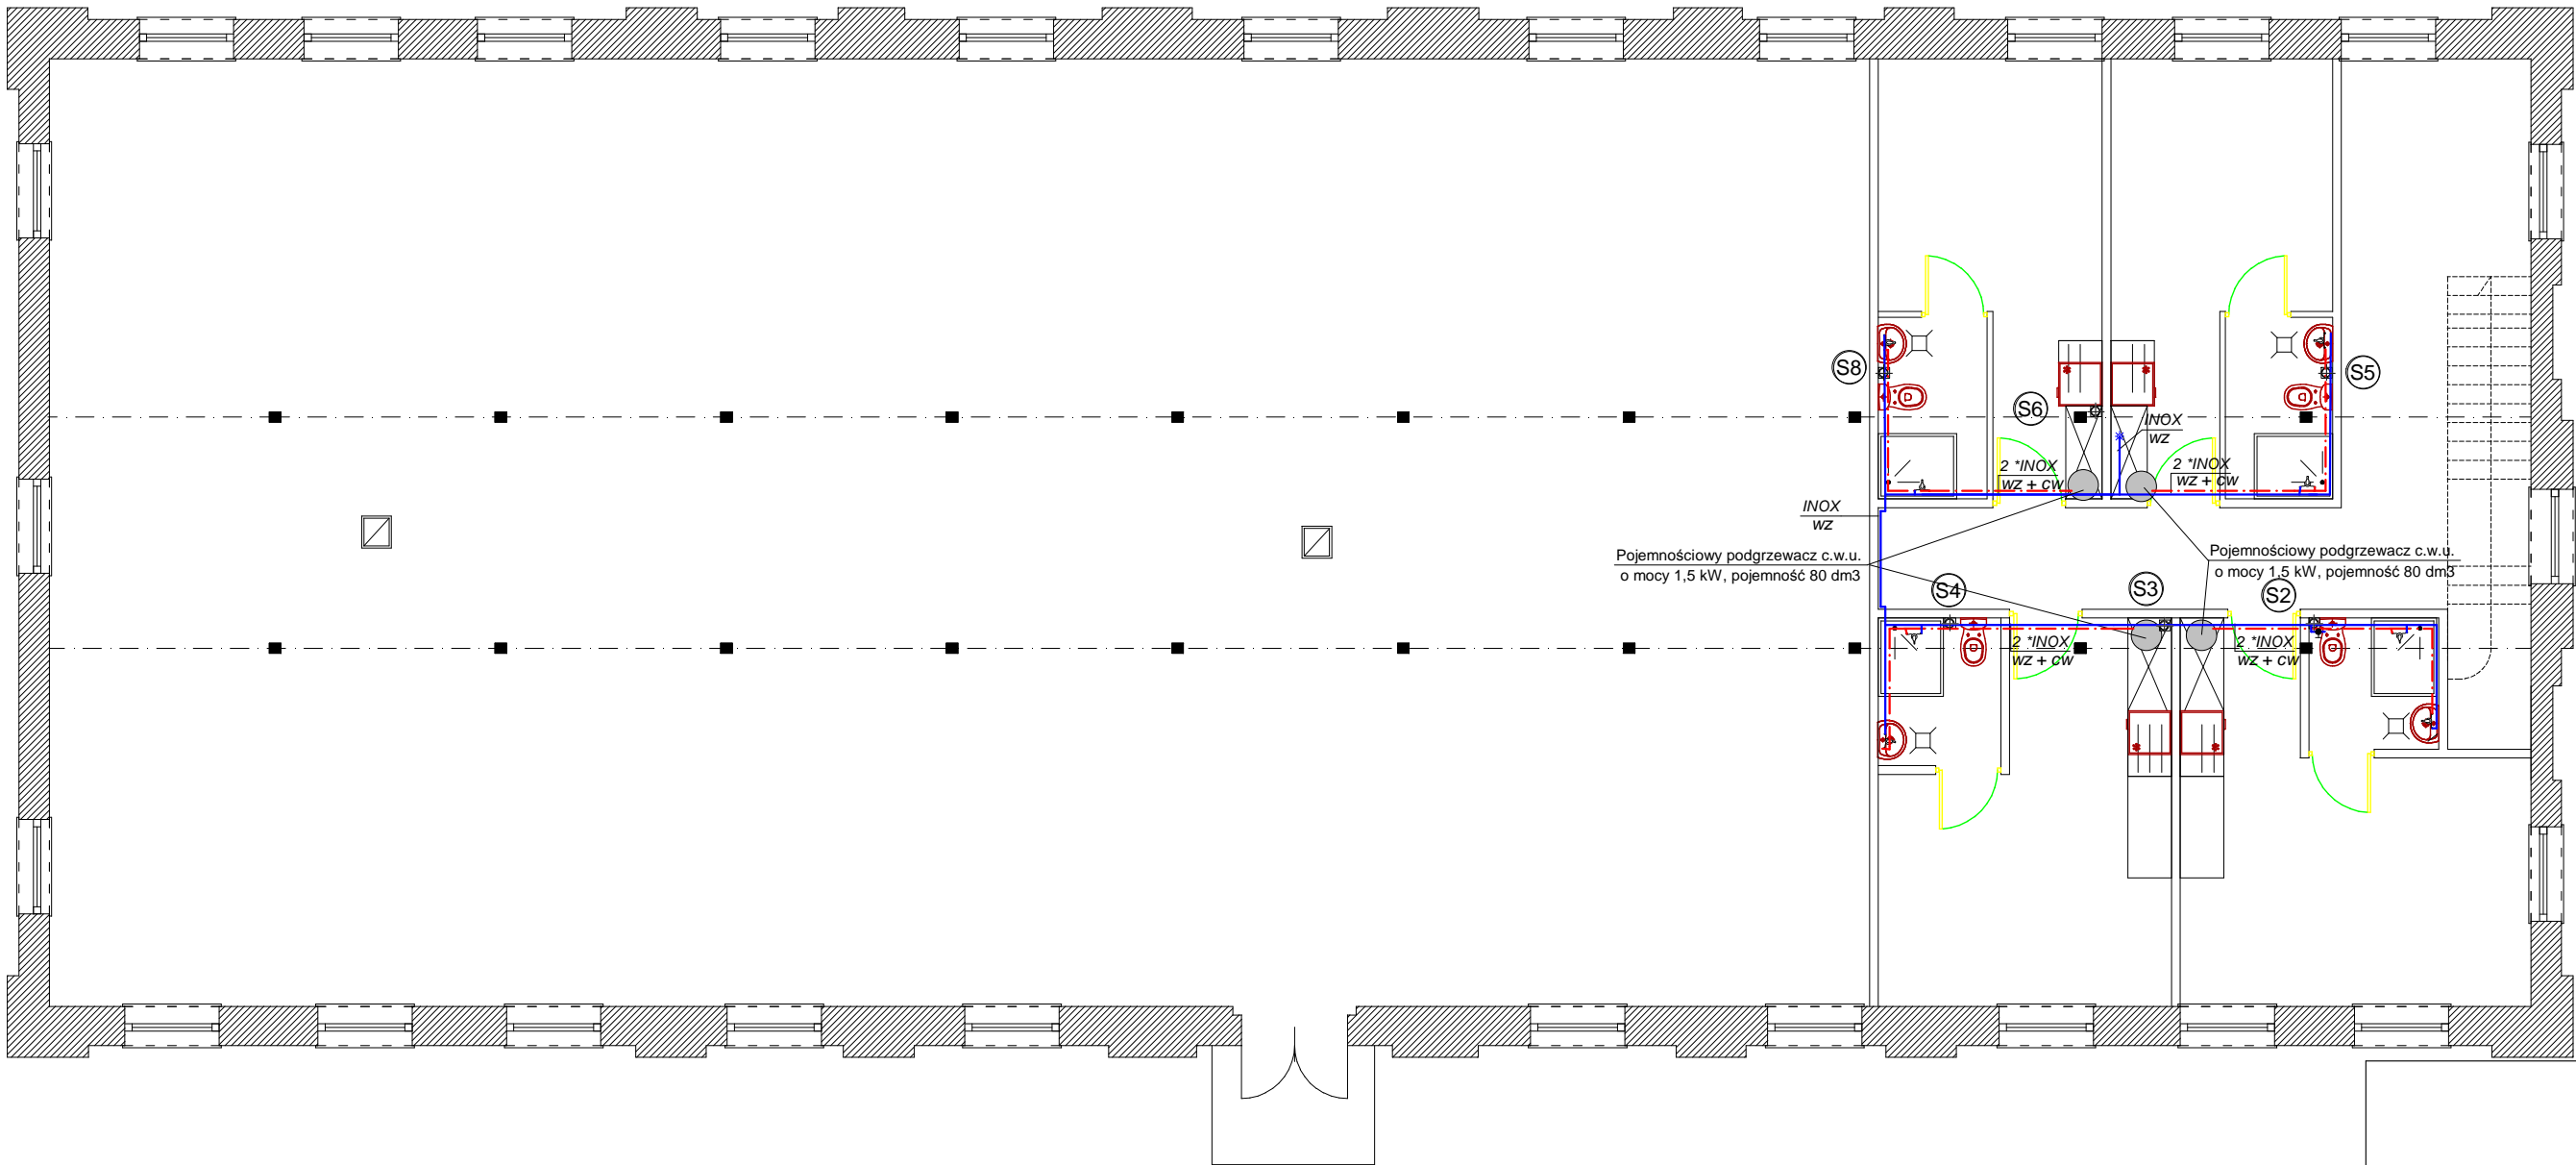 S8
S5
S6
INOX
wz
2 *INOX
wz + cw
2 *INOX
wz + cw
INOX
wz
Pojemnościowy podgrzewacz c.w.u.
o mocy 1,5 kW, pojemność 80 dm3
Pojemnościowy podgrzewacz c.w.u.
o mocy 1,5 kW, pojemność 80 dm3
S4
S3
S2
2 *INOX
wz + cw
2 *INOX
wz + cw